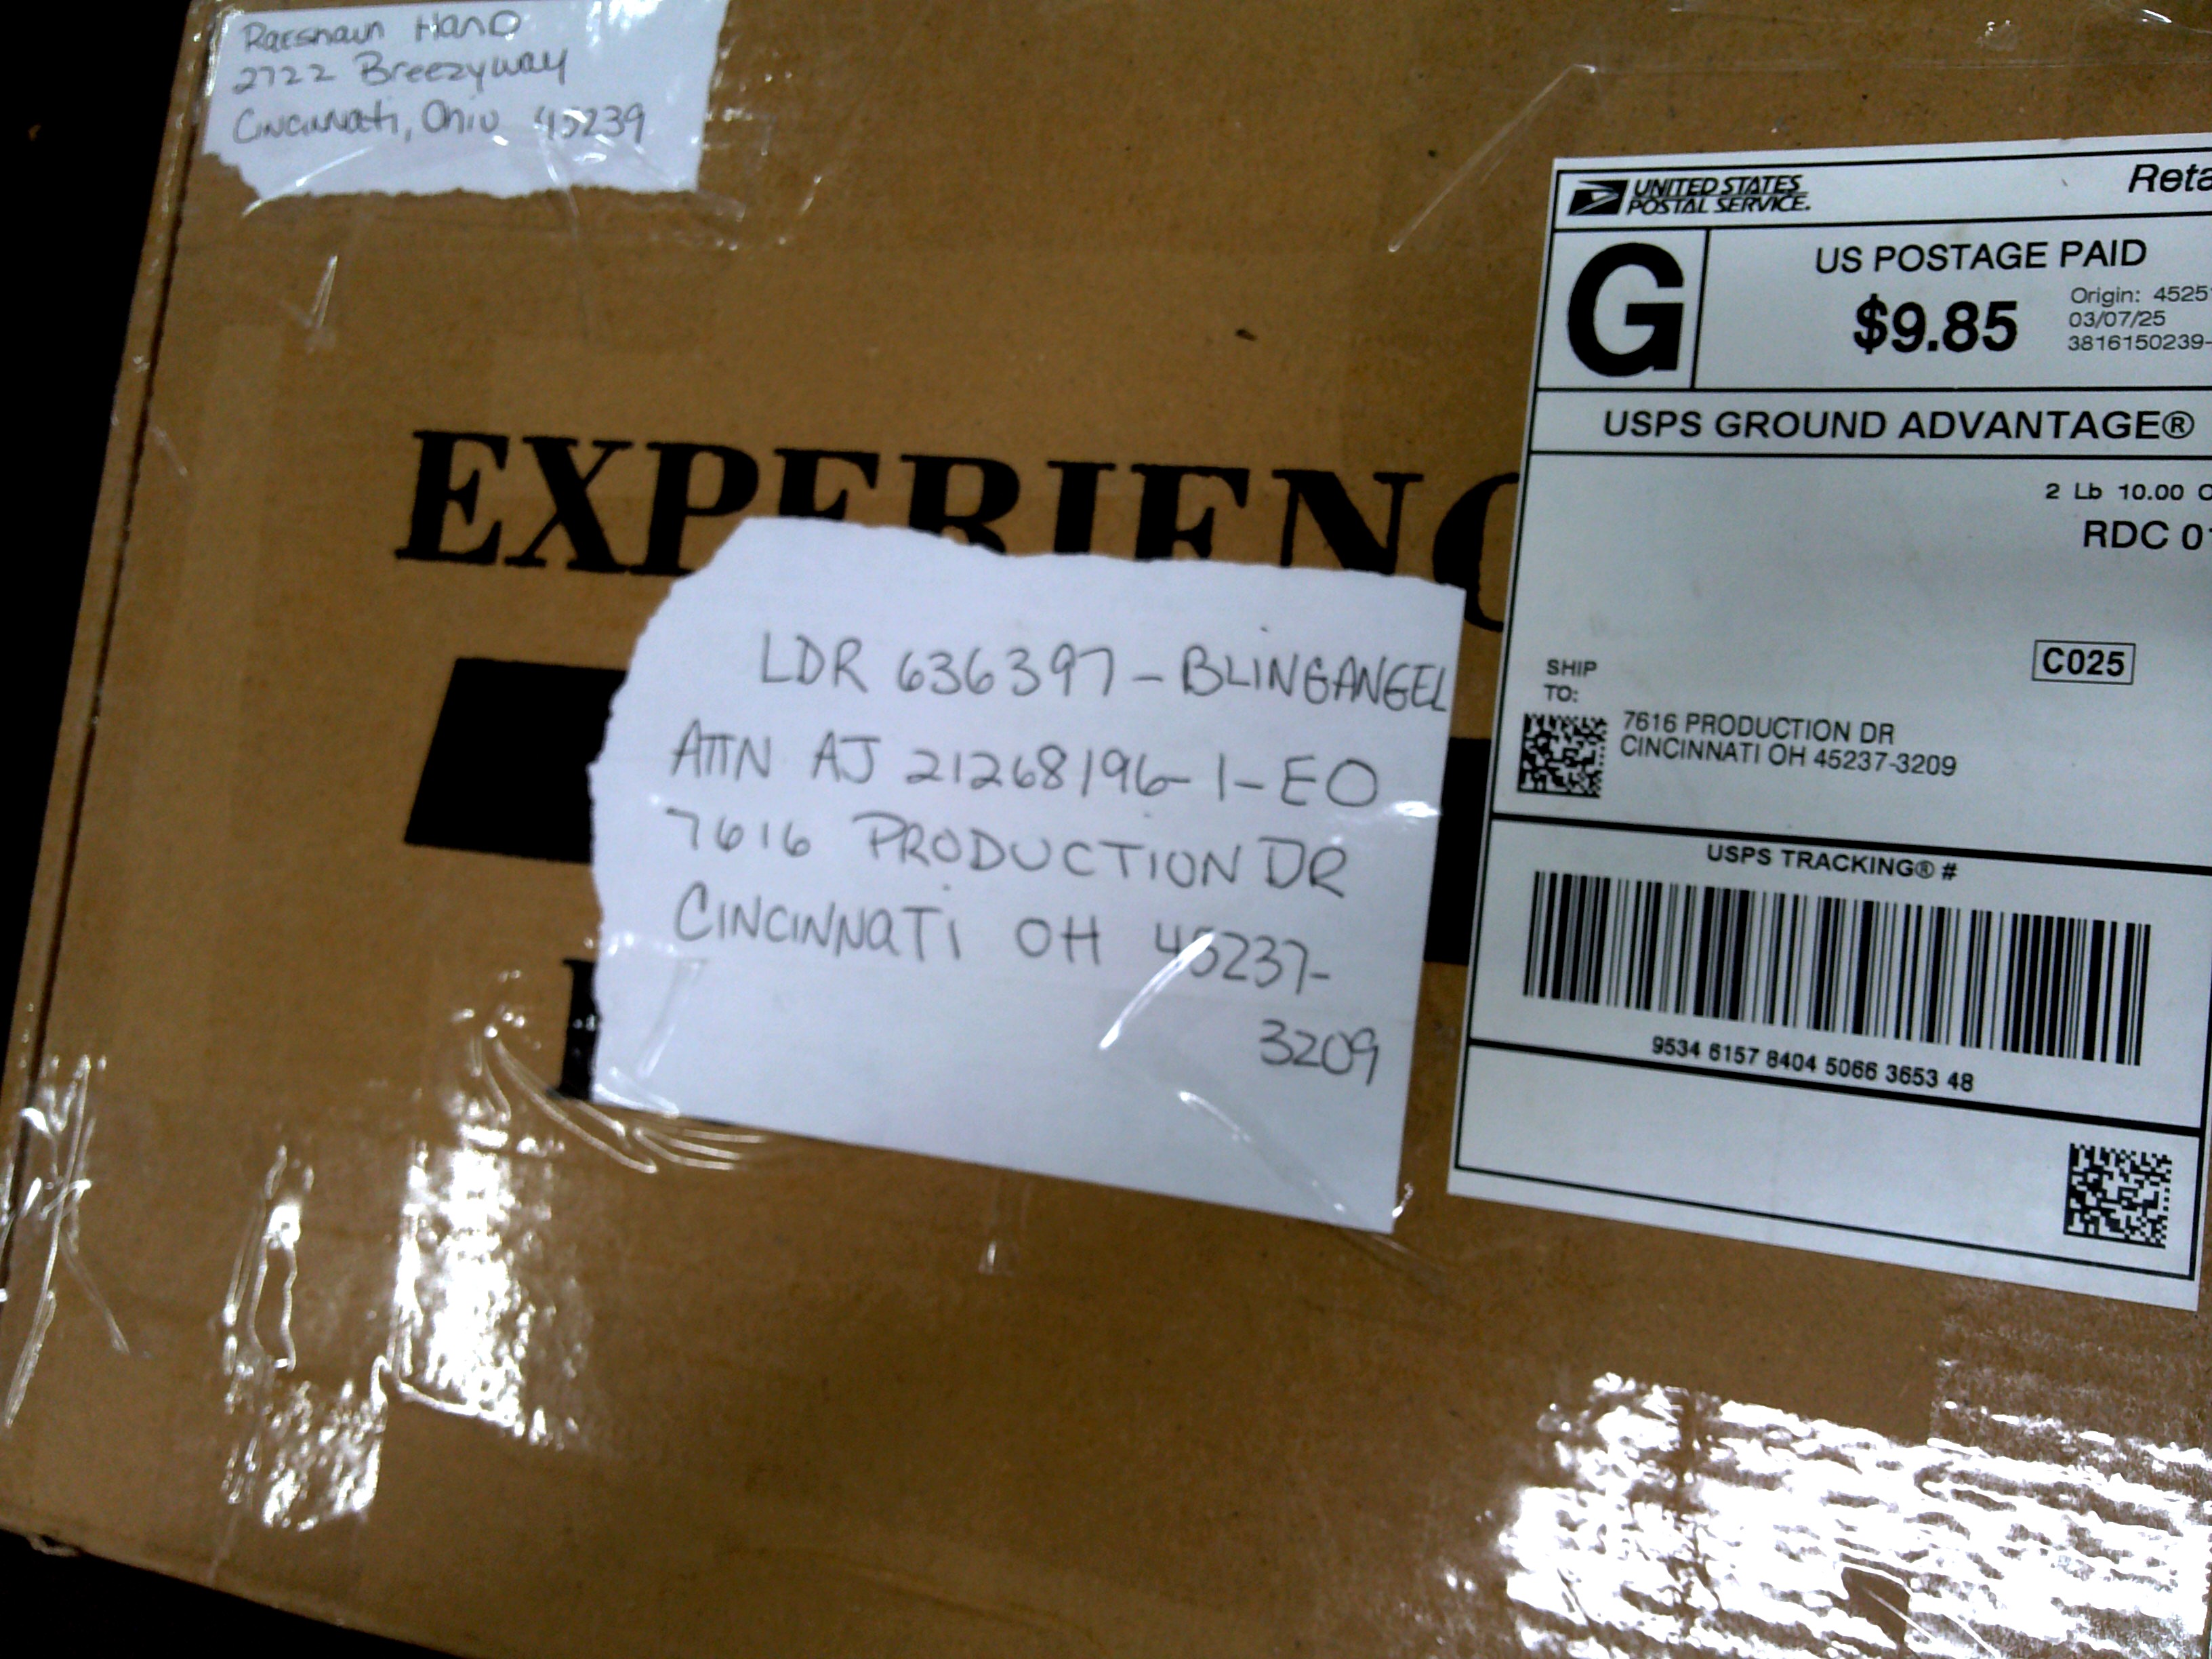 Raeshaun Hand
2722 Breezyway
Cincinnati, Ohio 45239
EXPERIENC
LDR 636397-BLINGANGEL
ATTN AJ 21268196-1-EO
7616 PRODUCTION DR
CINCINNATI OH 45237-
3209
UNITED STATES
POSTAL SERVICE.
Reta
G
US POSTAGE PAID
$9.85
Origin: 4525
03/07/25
3816150239-
USPS GROUND ADVANTAGE®
2 Lb 10.00
RDC 0
C025
SHIP
TO:
7616 PRODUCTION DR
CINCINNATI OH 45237-3209
USPS TRACKING® #
9534 6157 8404 5066 3653 48